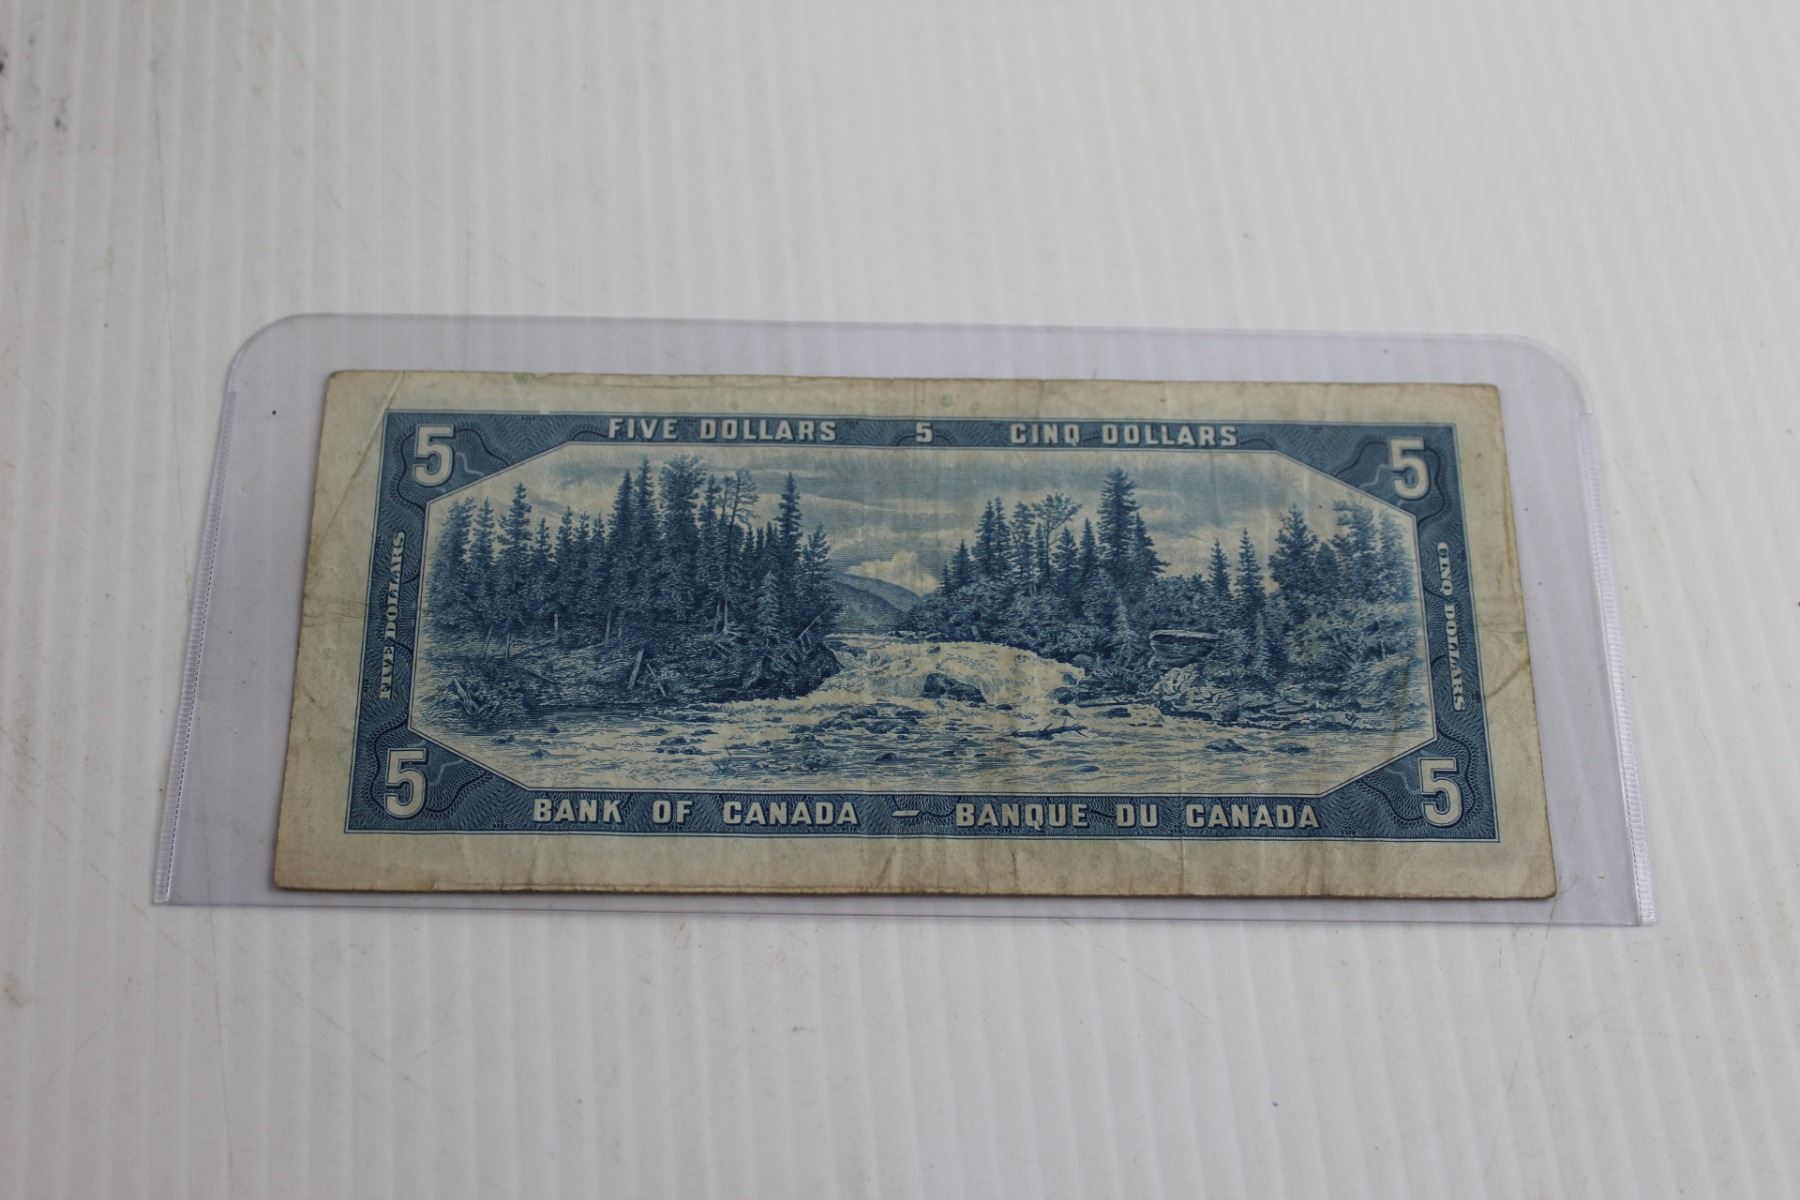 5 FIVE DOLLARS 5 CINQ DOLLARS 5
FIVE DOLLARS
CINQ DOLLARS
5 BANK OF CANADA — BANQUE DU CANADA 5